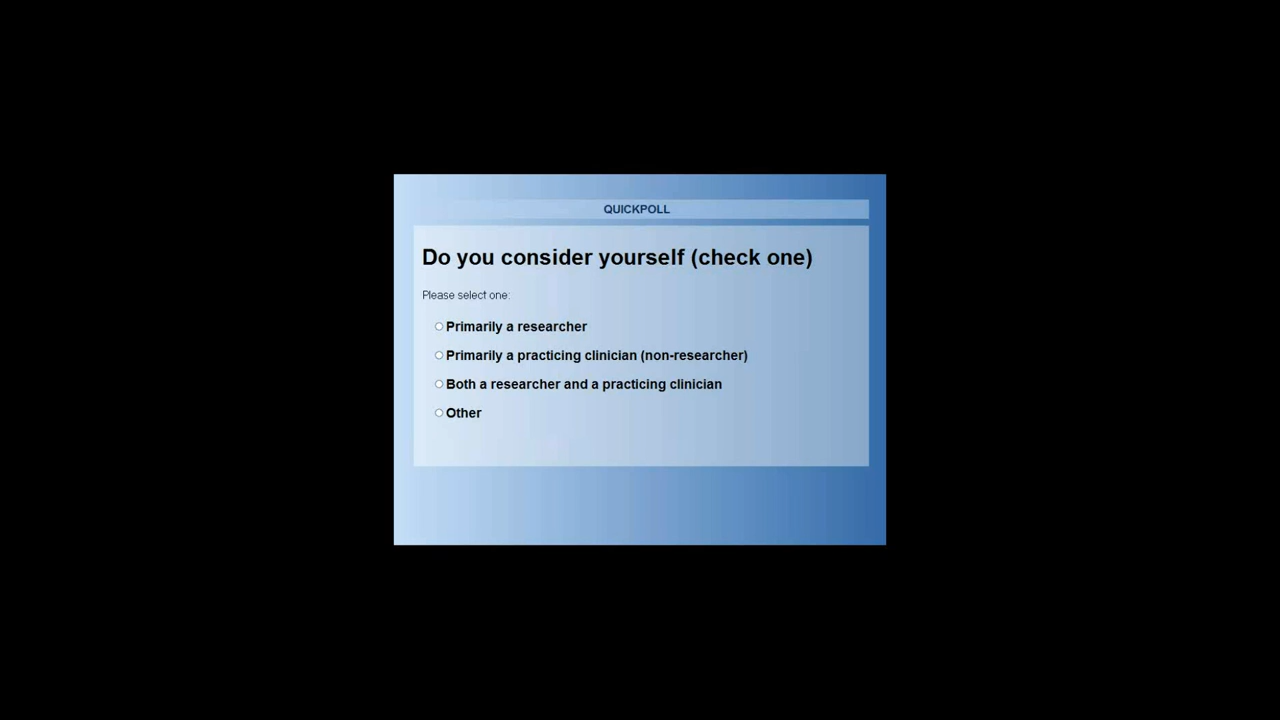 QUICKPOLL
Do you consider yourself (check one)
Please select one:
Primarily a researcher
Primarily a practicing clinician (non-researcher)
Both a researcher and a practicing clinician
Other